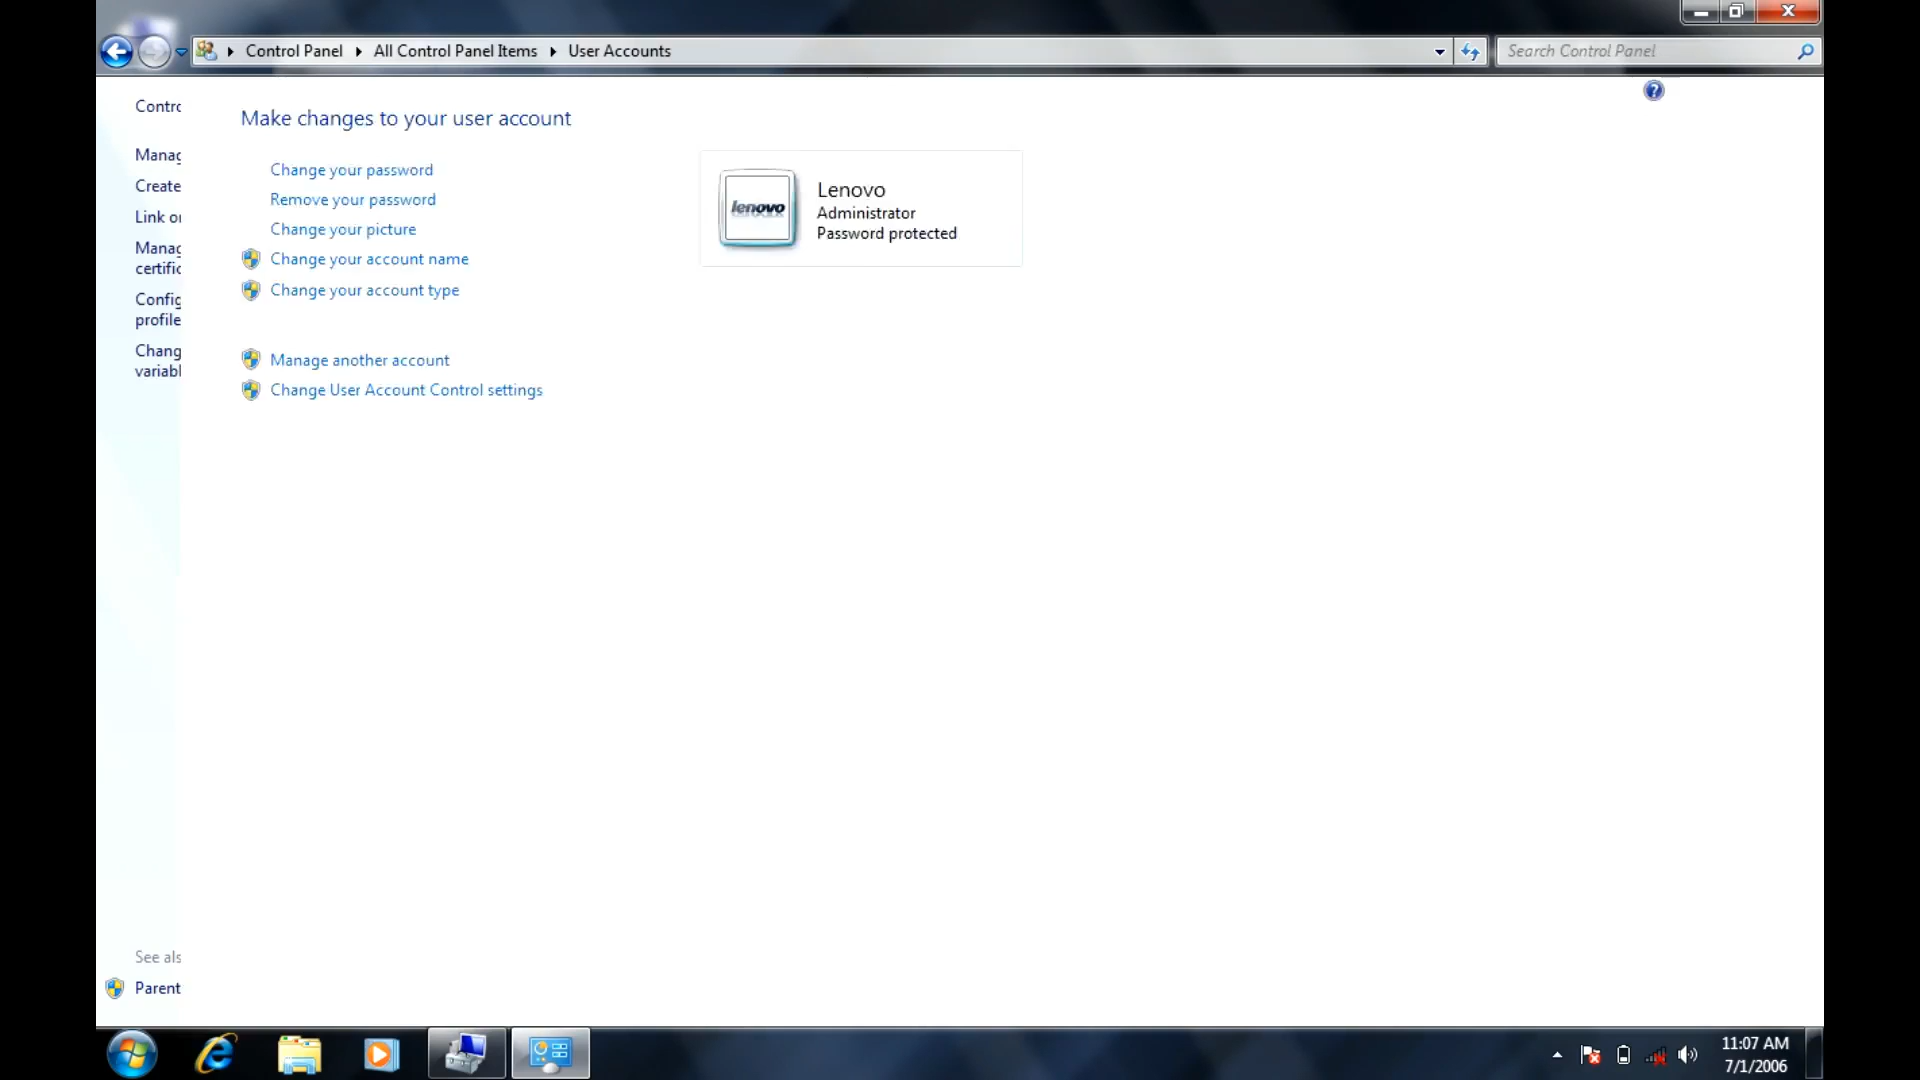 Control Panel All Control Panel Items User Accounts
Search Control Panel
Contro
Manag
Create
Link o
Manag
certific
Config
profile
Chang
variabl
See als
Parent
Make changes to your user account
Change your password
Remove your password
Change your picture
Change your account name
Change your account type
Manage another account
Change User Account Control settings
lenovo
Lenovo
Administrator
Password protected
11:07 AM
7/1/2006